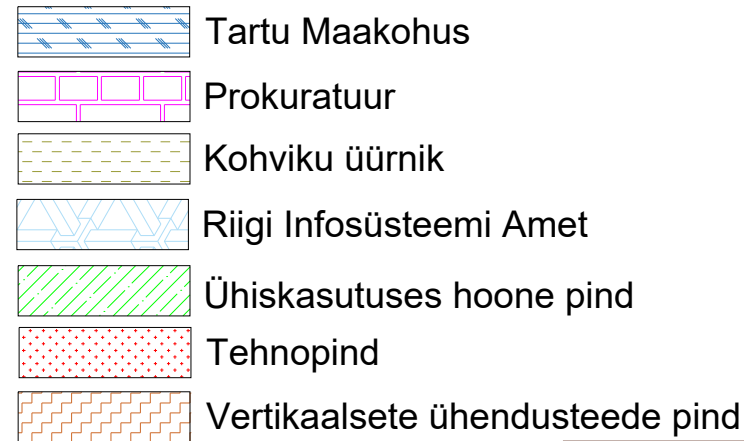 Tartu Maakohus
Prokuratuur
Kohviku üürnik
Riigi Infosüsteemi Amet
Ühiskasutuses hoone pind
Tehnopind
Vertikaalsete ühendusteede pind